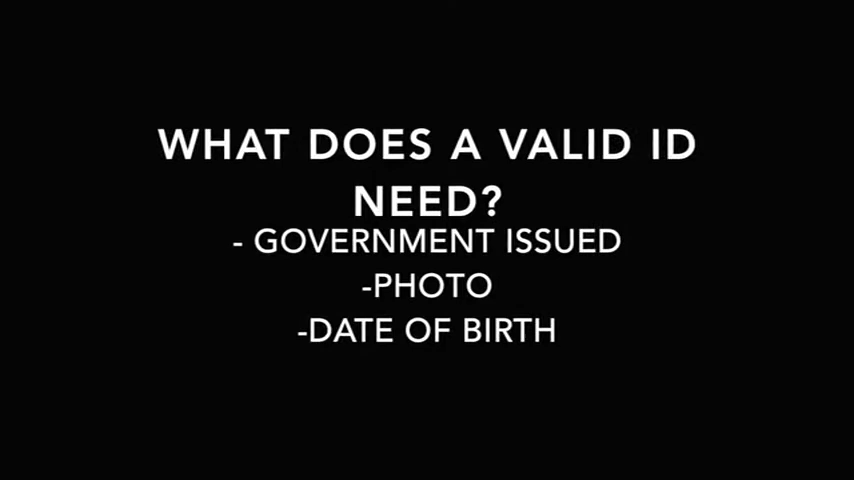 WHAT DOES A VALID ID
NEED?
- GOVERNMENT ISSUED
-PHOTO
-DATE OF BIRTH